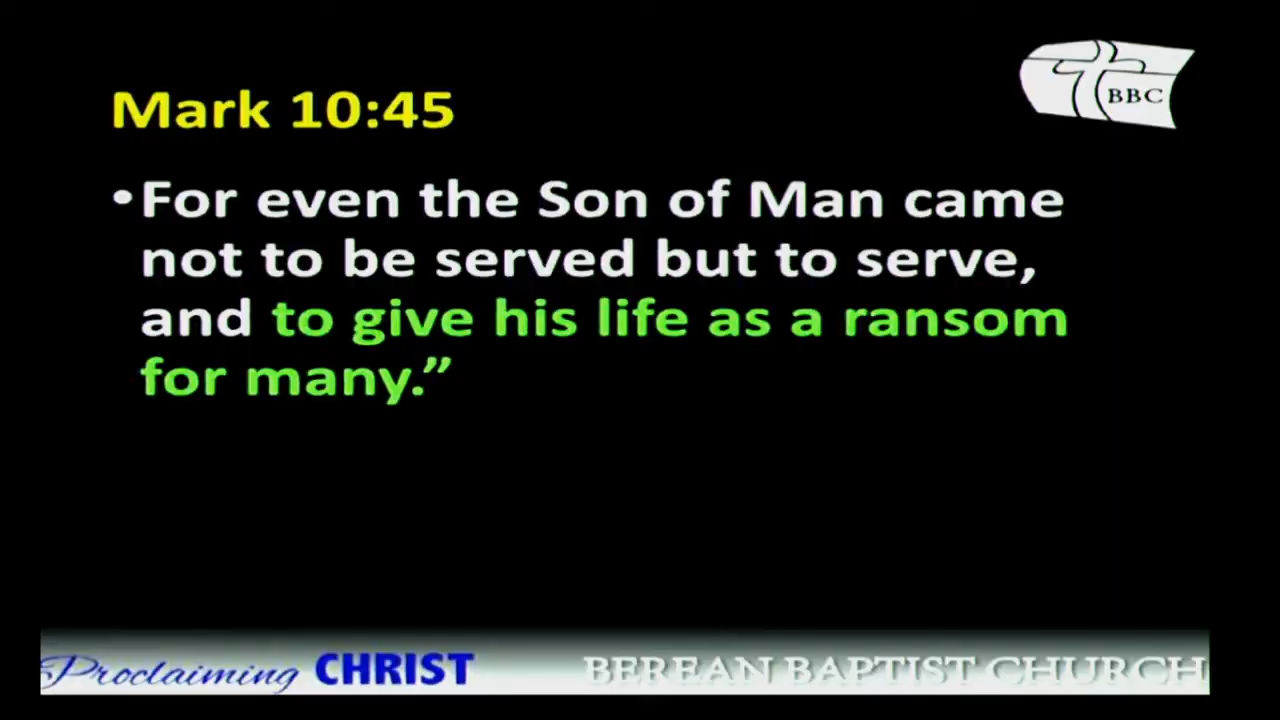 Mark 10:45
BBC
•For even the Son of Man came
not to be served but to serve,
and to give his life as a ransom
for many.”
Proclaiming CHRIST
BEREAN BAPTIST CHURCH